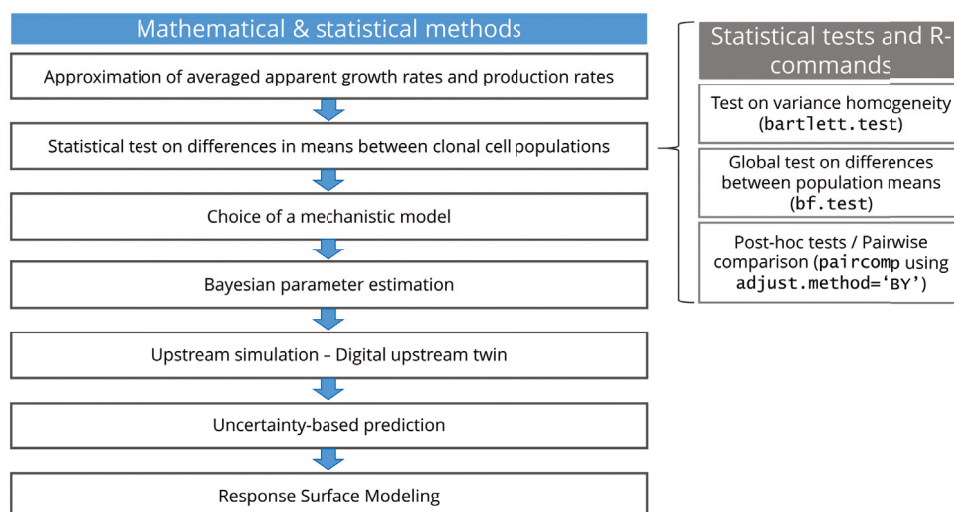 Mathematical & statistical methods
Approximation of averaged apparent growth rates and production rates
Statistical test on differences in means between clonal cell populations
Choice of a mechanistic model
Bayesian parameter estimation
Upstream simulation – Digital upstream twin
Uncertainty-based prediction
Response Surface Modeling
Statistical tests and R-
commands
Test on variance homogeneity
(bartlett.test)
Global test on differences
between population means
(bf.test)
Post-hoc tests / Pairwise
comparison (paircomp using
adjust.method=‘BY’)